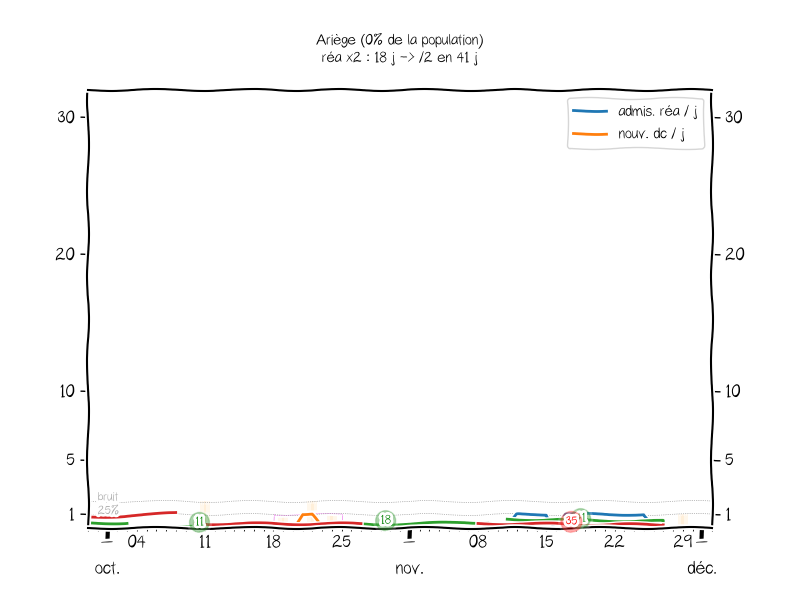 Ariège (0% de la population)
réa x2 : 18 j -> /2 en 41 j
admis. réa / j
nouv. dc / j
30
30
20
20
10
10
5
5
bruit
25%
1
1
11
18
35
04
11
18
25
08
15
22
29
oct.
nov.
déc.